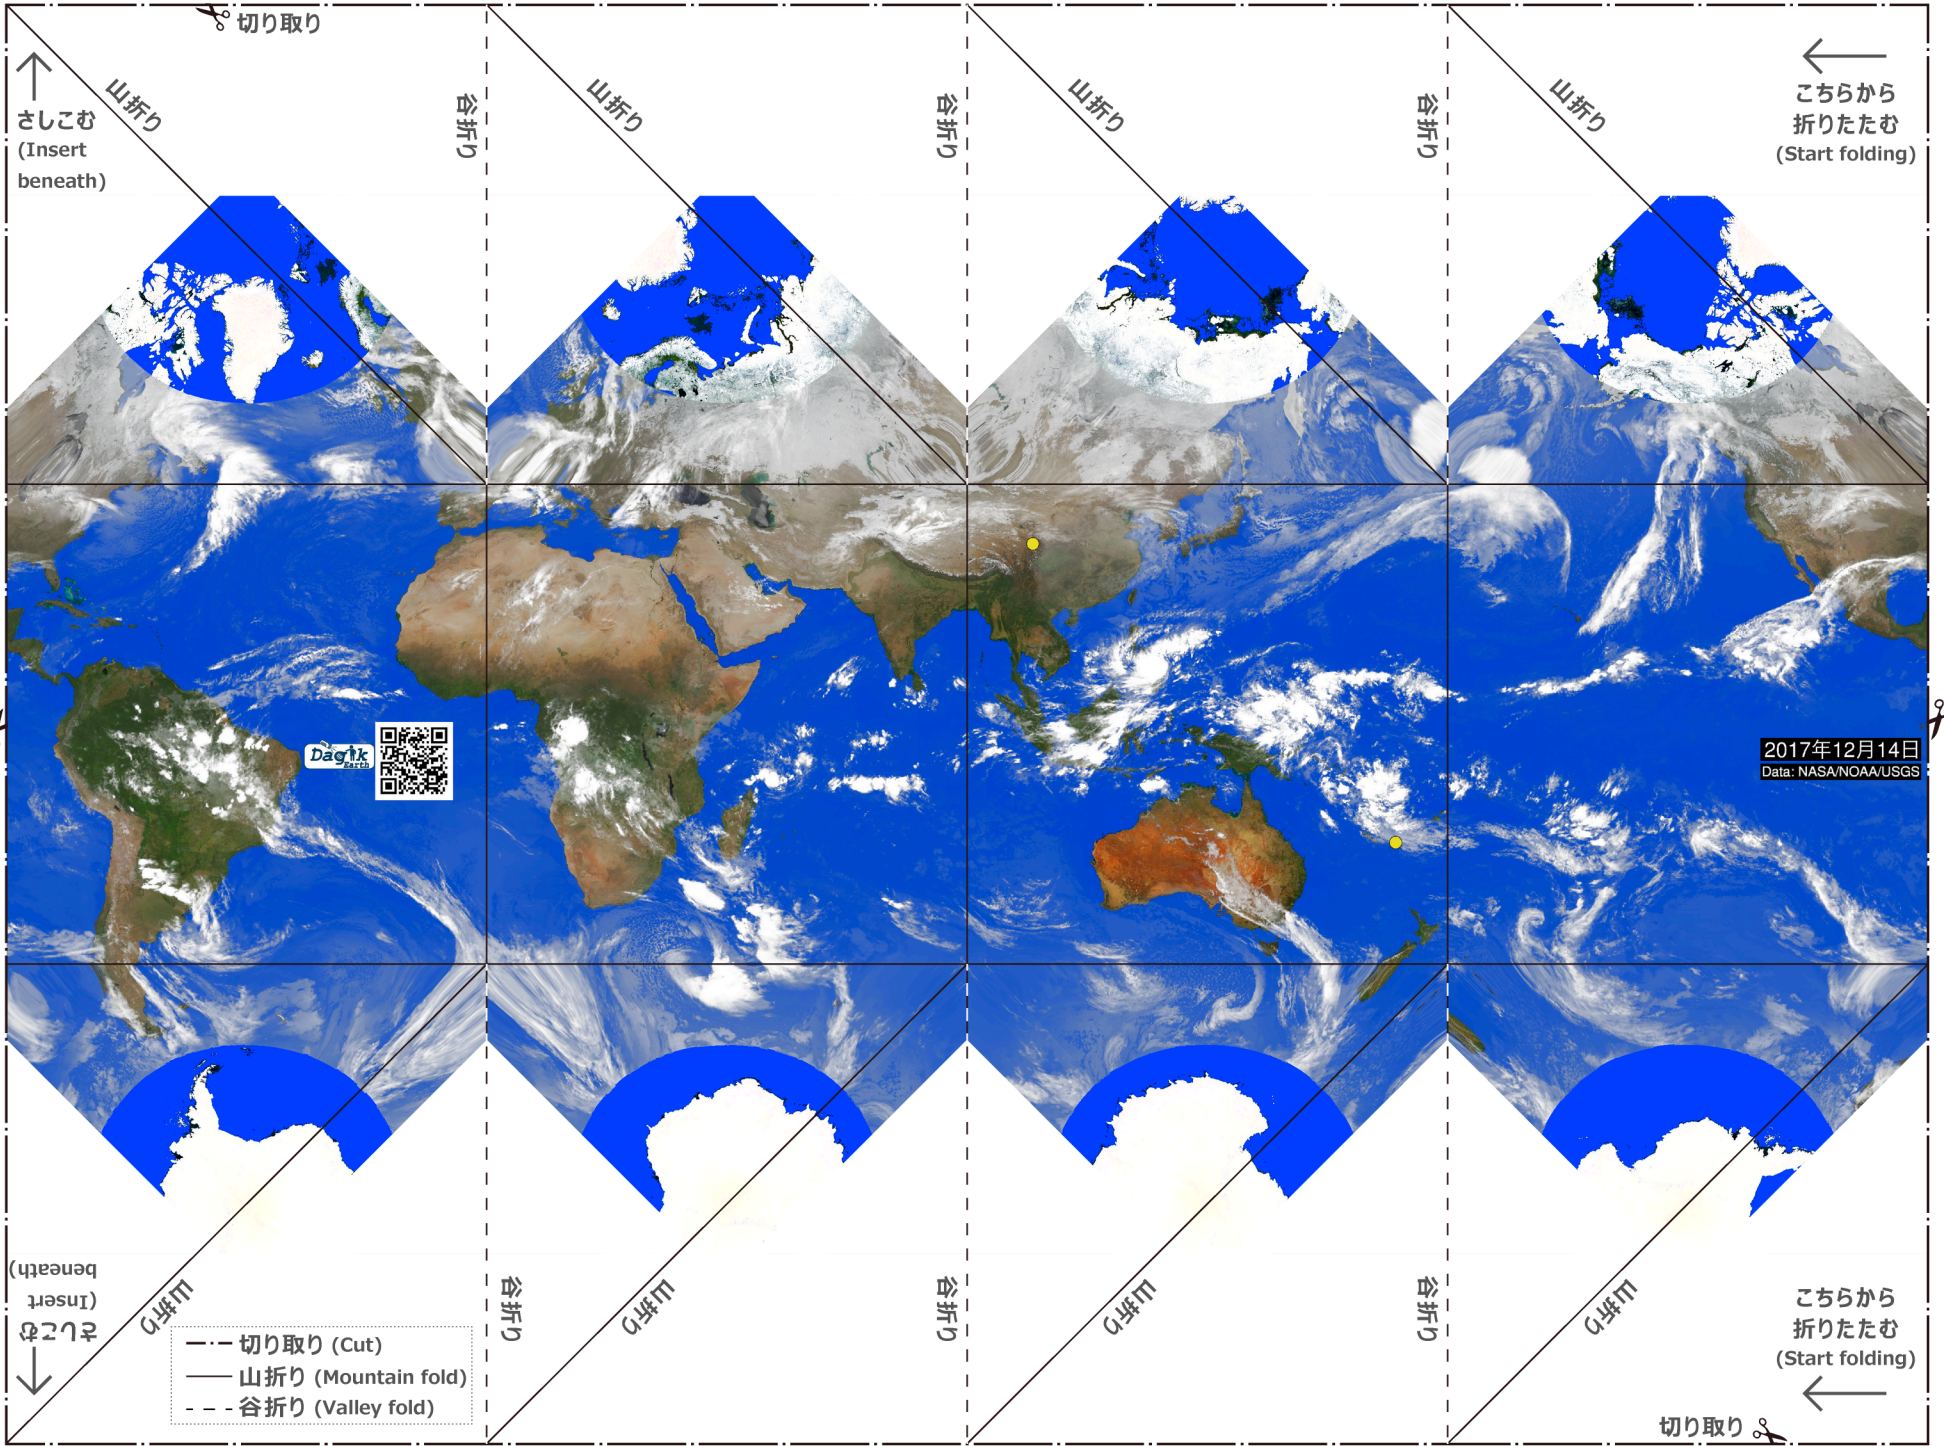 切り取り
山折り
谷折り
山折り
谷折り
山折り
谷折り
山折り
さしこむ
(Insert
beneath)
こちらから
折りたたむ
(Start folding)
Dagik
Earth
2017年12月14日
Data: NASA/NOAA/USGS
さしこむ
(Insert
beneath)
山折り
谷折り
山折り
谷折り
山折り
谷折り
山折り
切り取り (Cut)
山折り (Mountain fold)
谷折り (Valley fold)
こちらから
折りたたむ
(Start folding)
切り取り